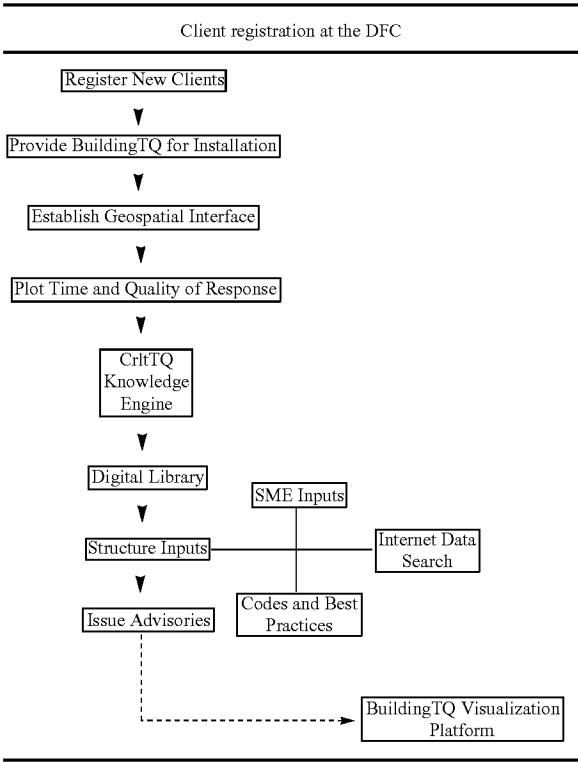 Client registration at the DFC
Register New Clients
Provide BuildingTQ for Installation
Establish Geospatial Interface
Plot Time and Quality of Response
CrltTQ
Knowledge
Engine
Digital Library
SME Inputs
Structure Inputs
Internet Data
Search
Codes and Best
Practices
Issue Advisories
BuildingTQ Visualization
Platform